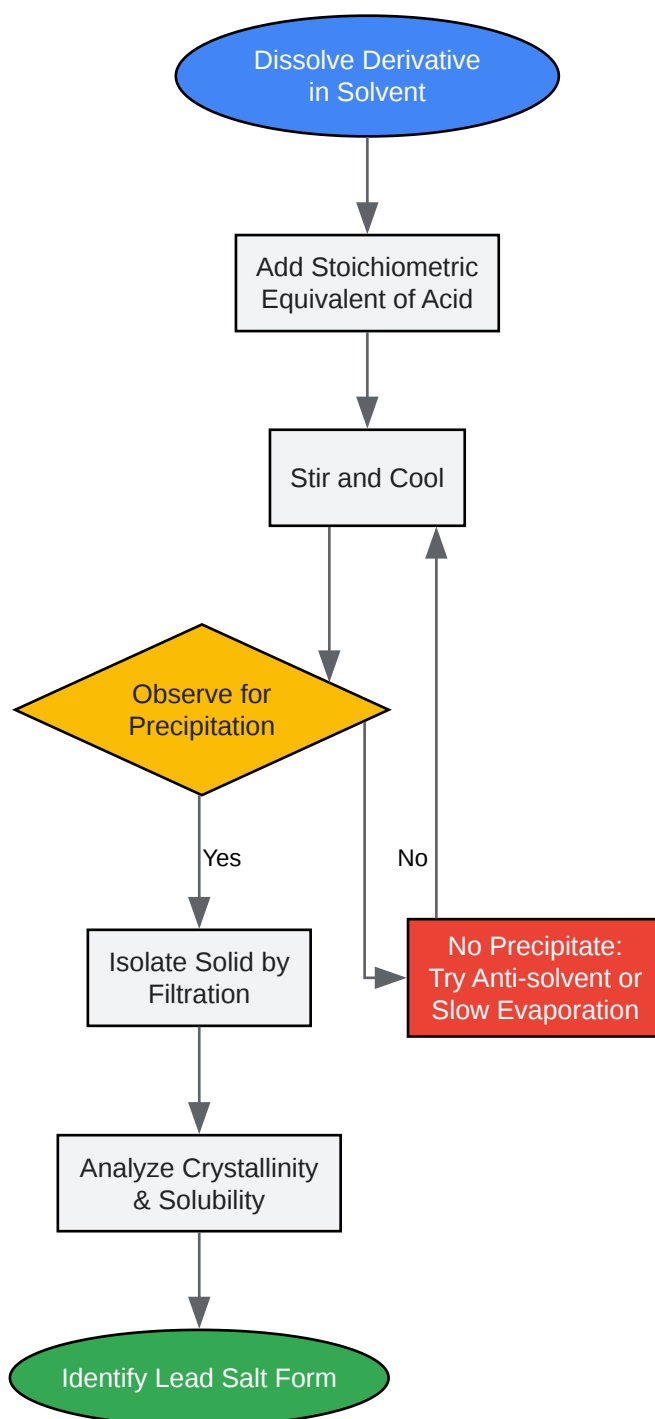 Dissolve Derivative
in Solvent
Add Stoichiometric
Equivalent of Acid
Stir and Cool
Observe for
Precipitation
Yes
No
Isolate Solid by
Filtration
No Precipitate:
Try Anti-solvent or
Slow Evaporation
Analyze Crystallinity
& Solubility
Identify Lead Salt Form